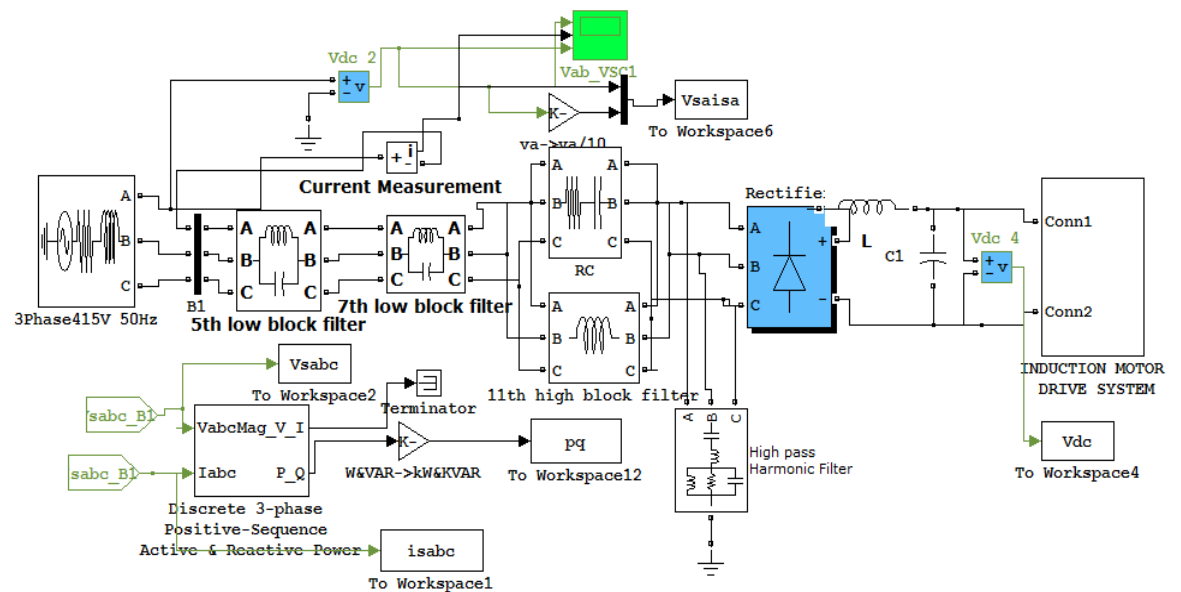 Vdc 2
+
-
v
Vab_VSC1
K-
va->va/10
Vsaisa
To Workspace6
+
-
i
Current Measurement
A
B
C
3Phase415V 50Hz
B1
A
B
C
A
B
C
5th low block filter
A
B
C
A
B
C
7th low block filter
A
B
C
A
B
C
RC
A
B
C
A
B
C
11th high block filter
Rectifie
A
B
C
+
-
L
C1
Vdc 4
+
-
v
Conn1
Conn2
INDUCTION MOTOR
DRIVE SYSTEM
Vdc
To Workspace4
A
B
C
High pass
Harmonic Filter
Vsabc
To Workspace2
Vsabc_B1
sabc_B1
Vabc
Mag_V_I
Iabc
P_Q
Discrete 3-phase
Positive-Sequence
Active & Reactive Power
Terminator
K-
W&VAR->kW&KVAR
pq
To Workspace12
isabc
To Workspace1